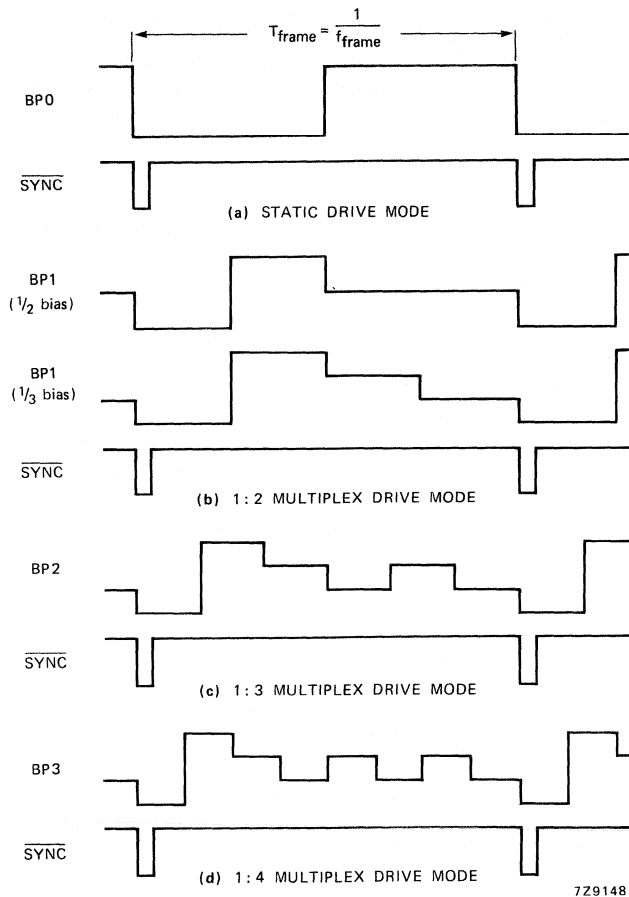 T_frame = 1 / f_frame
BP0
SYNC
(a) STATIC DRIVE MODE
BP1
(1/2 bias)
BP1
(1/3 bias)
SYNC
(b) 1:2 MULTIPLEX DRIVE MODE
BP2
SYNC
(c) 1:3 MULTIPLEX DRIVE MODE
BP3
SYNC
(d) 1:4 MULTIPLEX DRIVE MODE
7Z9148